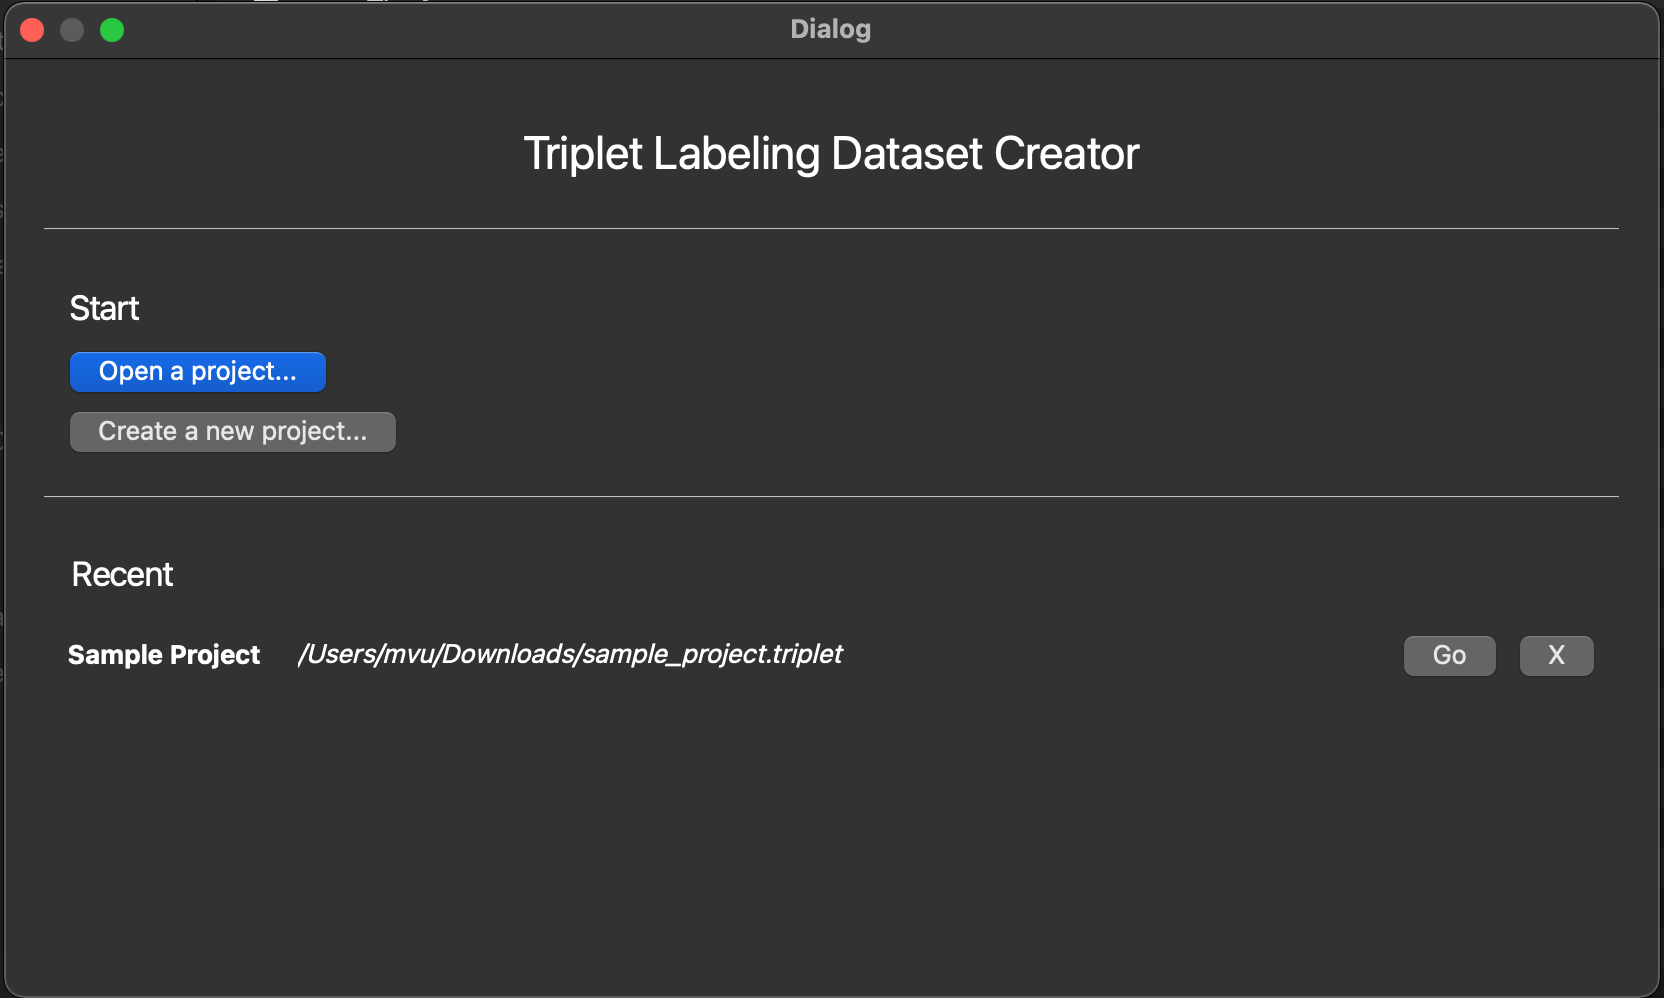 Dialog
Triplet Labeling Dataset Creator
Start
Open a project...
Create a new project...
Recent
Sample Project /Users/mvu/Downloads/sample_project.triplet Go X